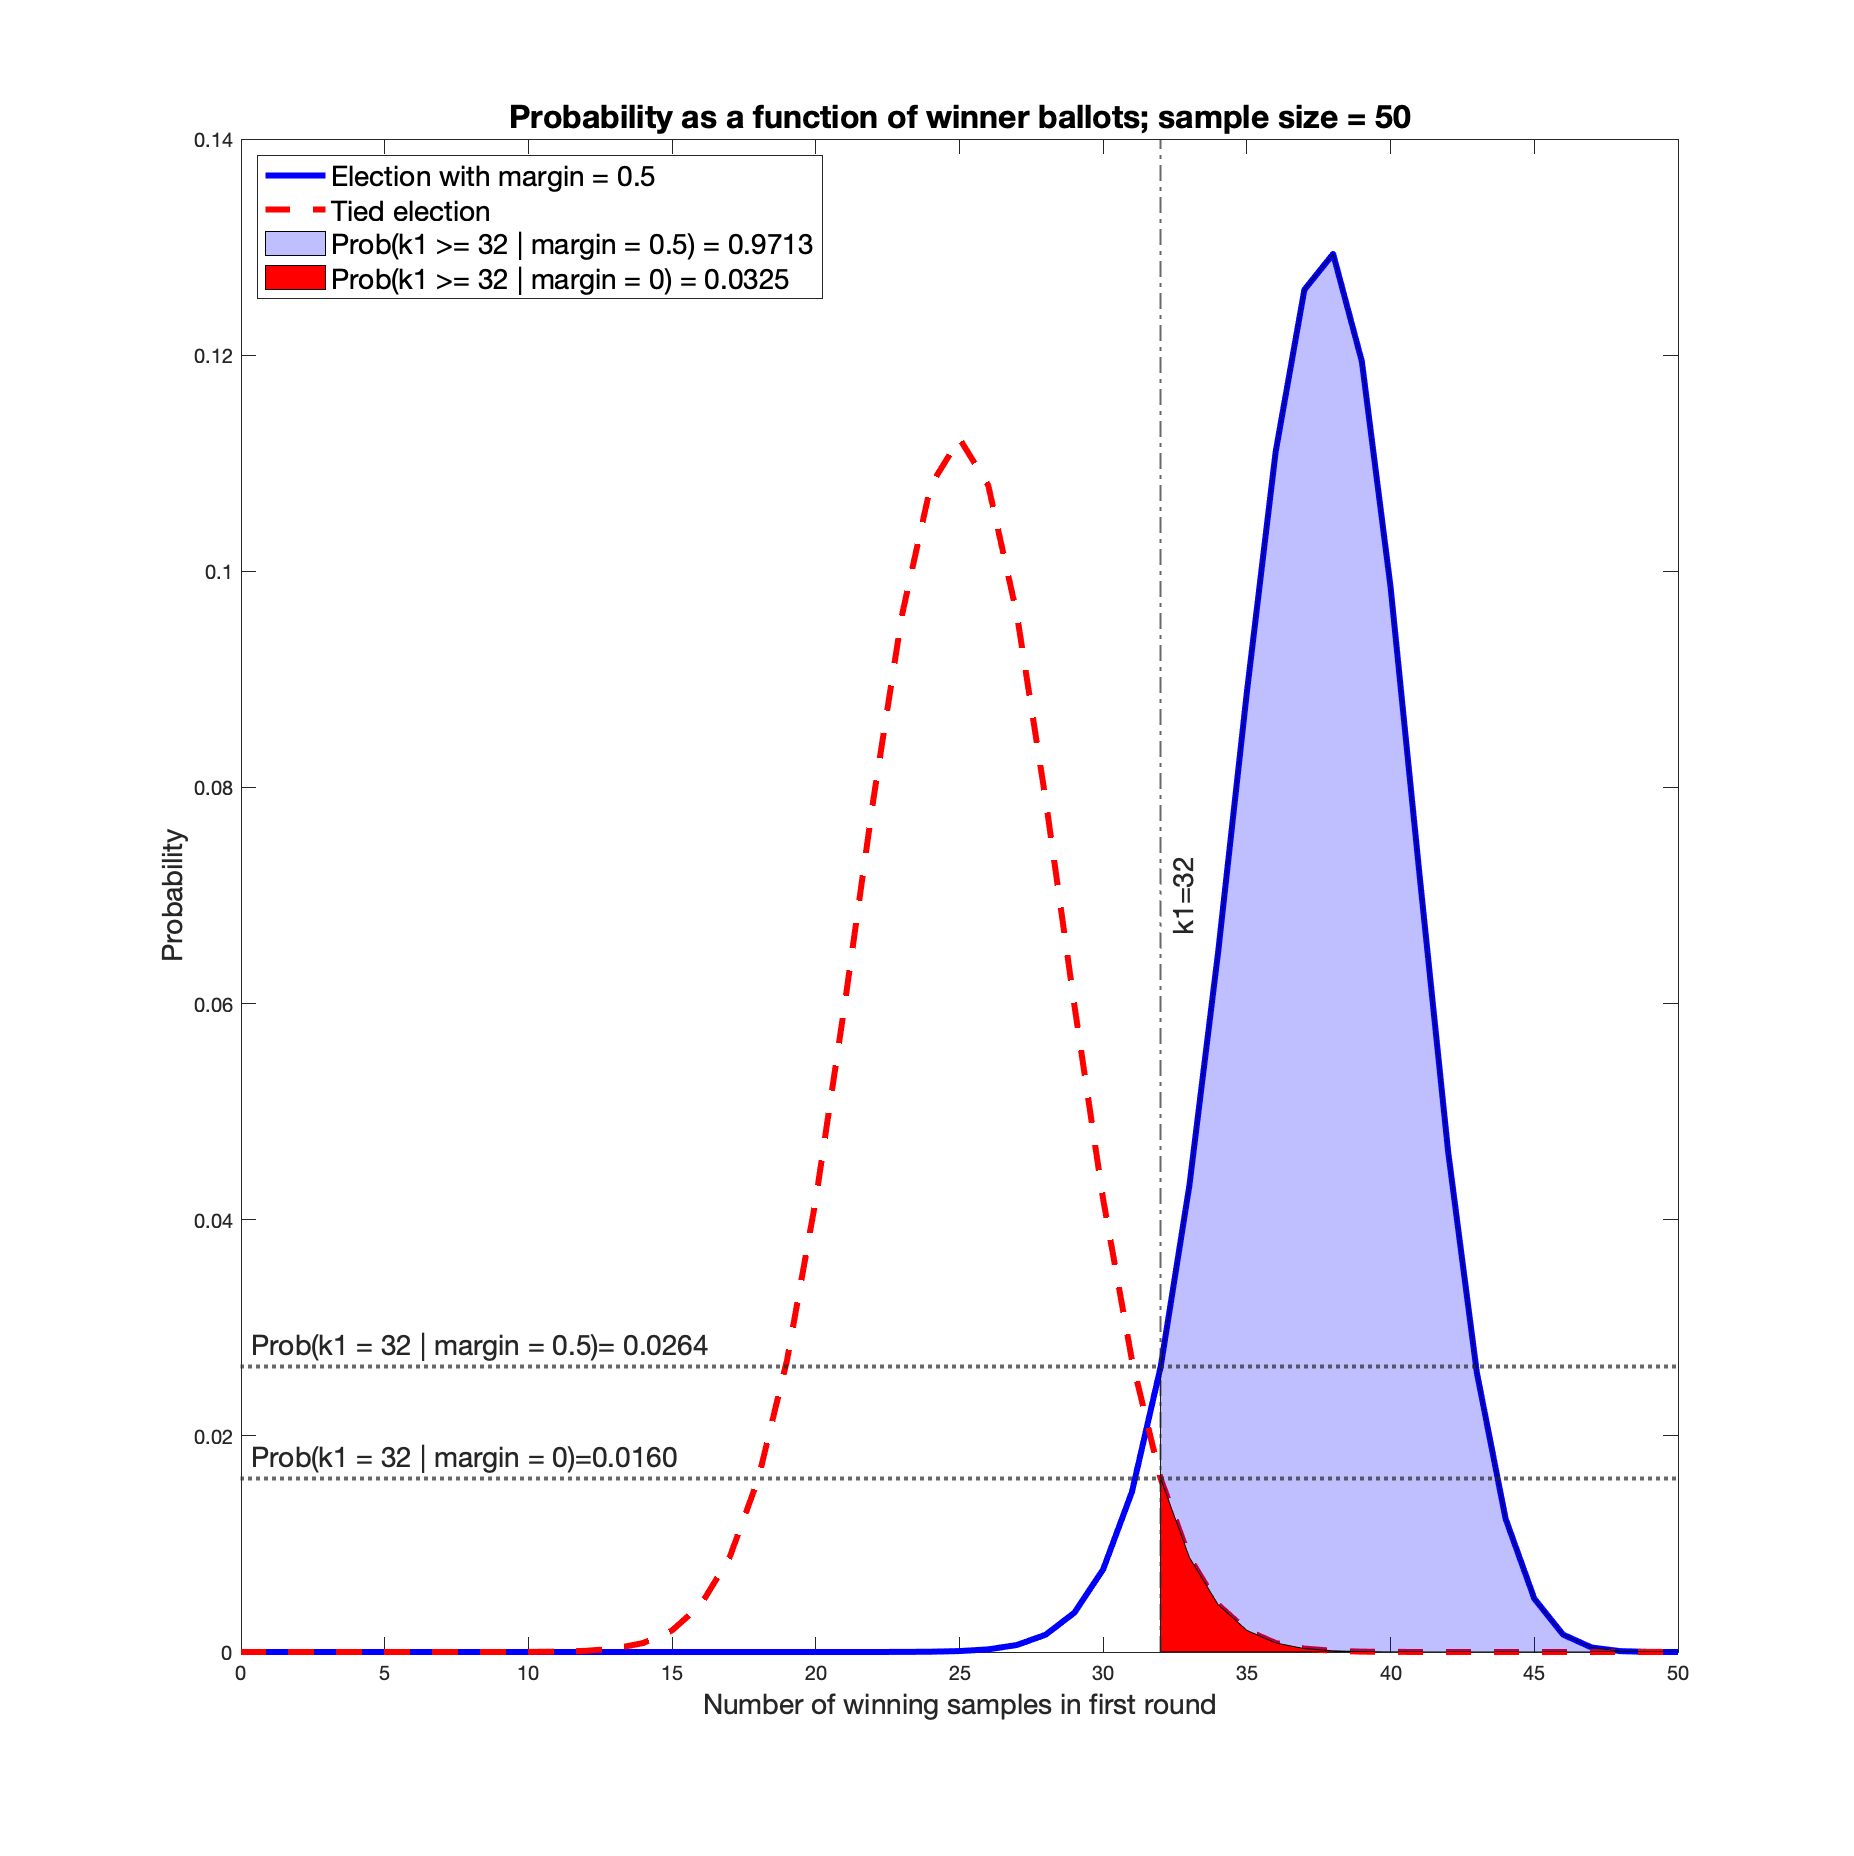 Probability as a function of winner ballots; sample size = 50
0.14
Election with margin = 0.5
Tied election
Prob(k1 >= 32 | margin = 0.5) = 0.9713
Prob(k1 >= 32 | margin = 0) = 0.0325
0.12
0.1
0.08
k1=32
Probability
0.06
0.04
Prob(k1 = 32 | margin = 0.5)= 0.0264
0.02
Prob(k1 = 32 | margin = 0)=0.0160
0
0 5 10 15 20 25 30 35 40 45 50
Number of winning samples in first round